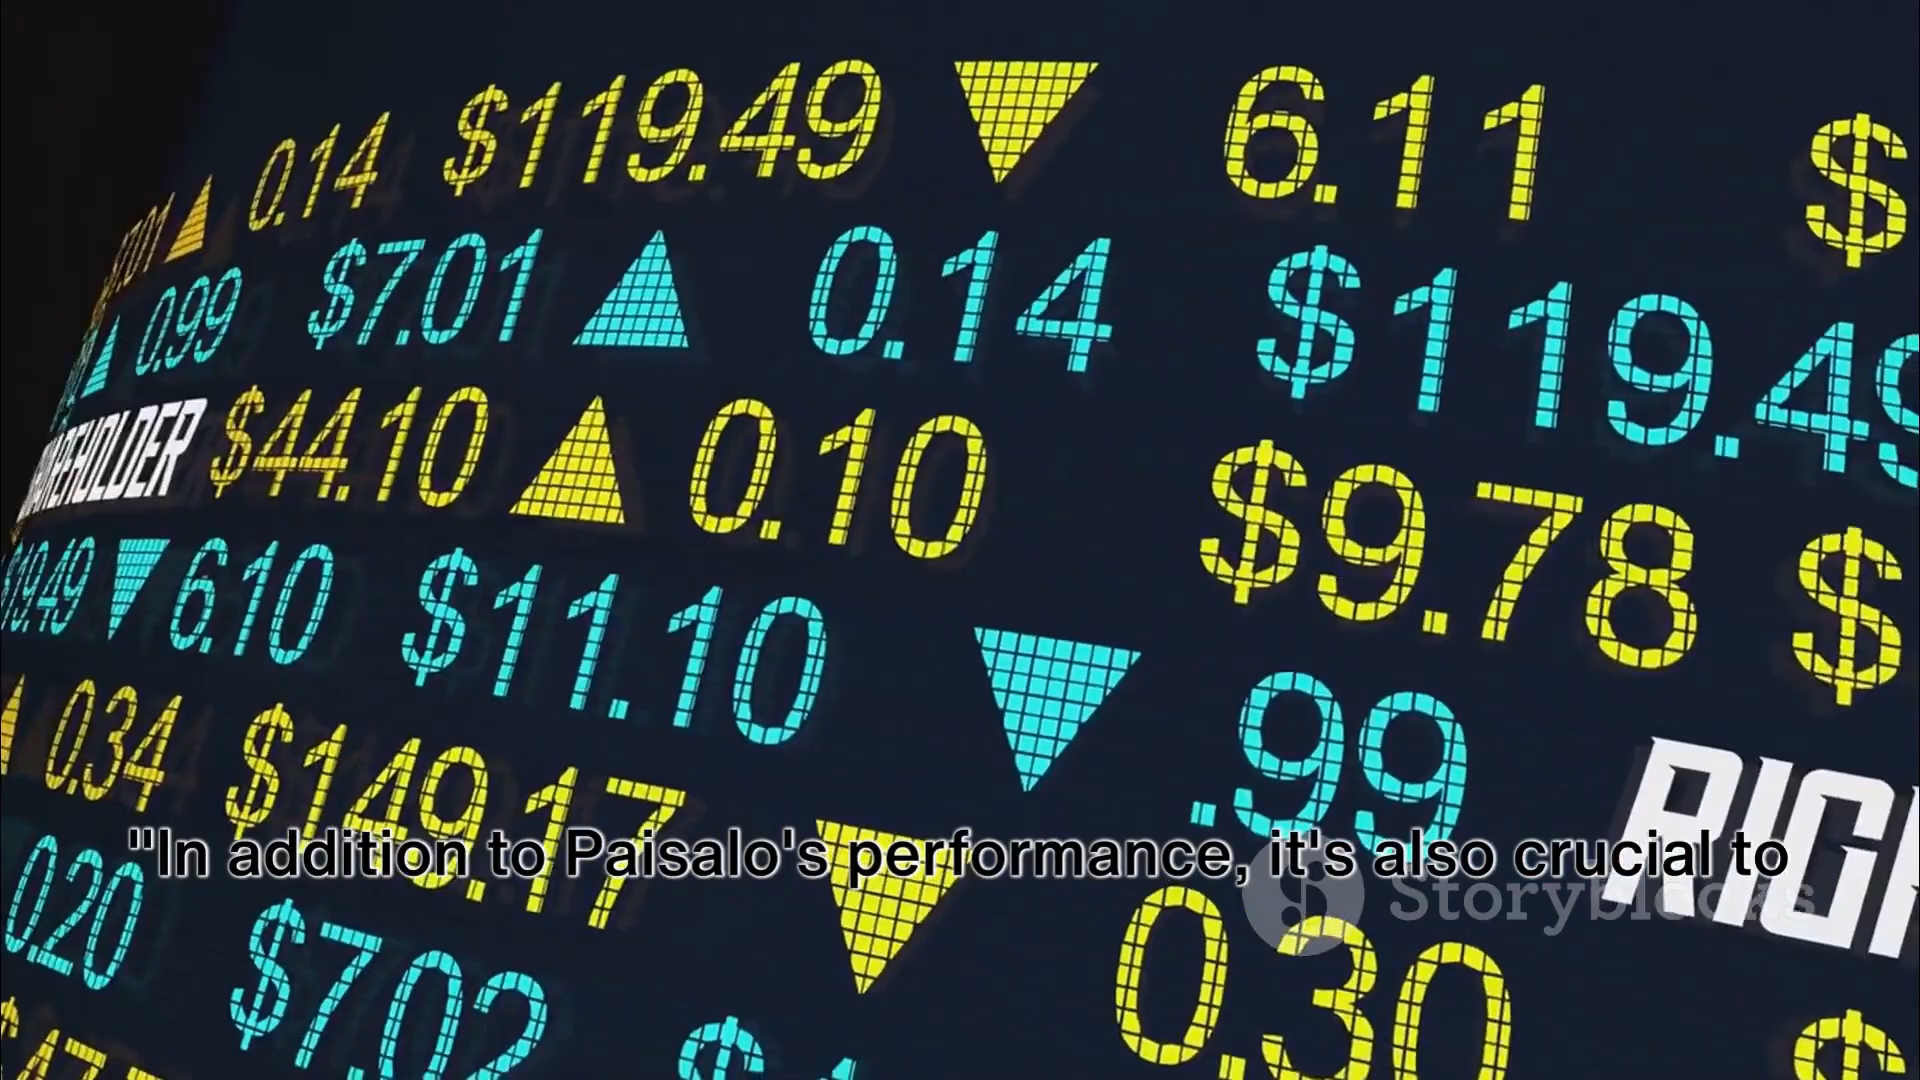 0.14 $119.49 ▼ 6.11 $
0.99 $7.01 ▲ 0.14 $119.49
$44.10 ▲ 0.10 $9.78 $
19.49 ▼ 6.10 $11.10 ▼ .99
0.34 $149.17 ▼ 0.30 $
"In addition to Paisalo's performance, it's also crucial to
Storyblocks
0.20 $7.02 $